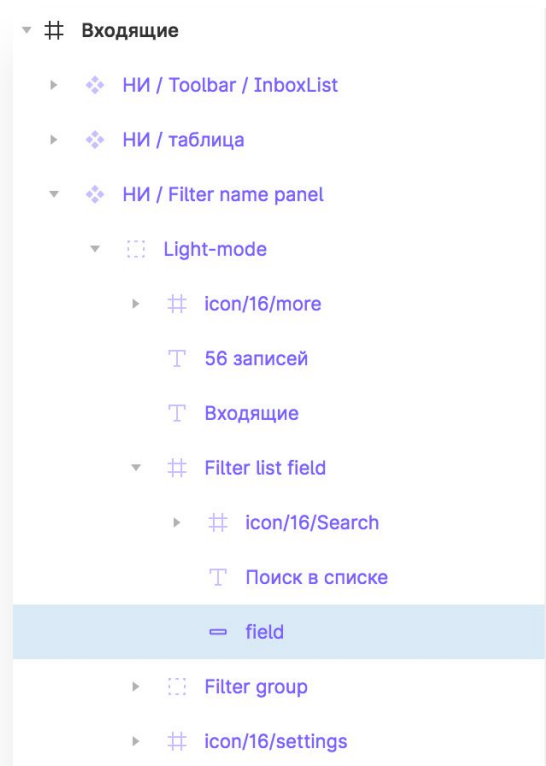 Входящие
НИ / Toolbar / InboxList
НИ / таблица
НИ / Filter name panel
Light-mode
icon/16/more
56 записей
Входящие
Filter list field
icon/16/Search
Поиск в списке
field
Filter group
icon/16/settings